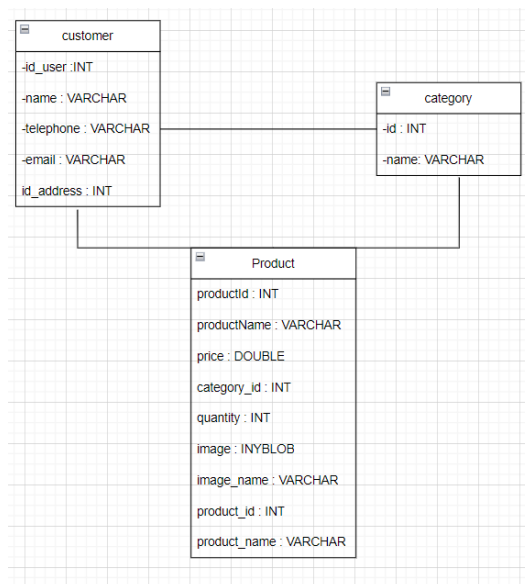 customer
-id_user :INT
-name : VARCHAR
-telephone : VARCHAR
-email : VARCHAR
id_address : INT
category
-id : INT
-name: VARCHAR
Product
productId : INT
productName : VARCHAR
price : DOUBLE
category_id : INT
quantity : INT
image : INYBLOB
image_name : VARCHAR
product_id : INT
product_name : VARCHAR